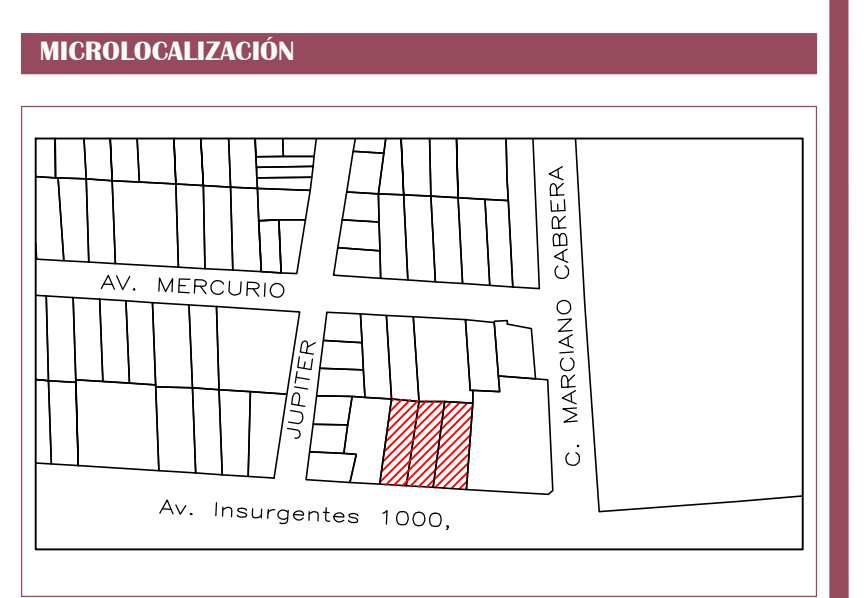 MICROLOCALIZACIÓN
AV. MERCURIO
JUPITER
C. MARCIANO CABRERA
Av. Insurgentes 1000,